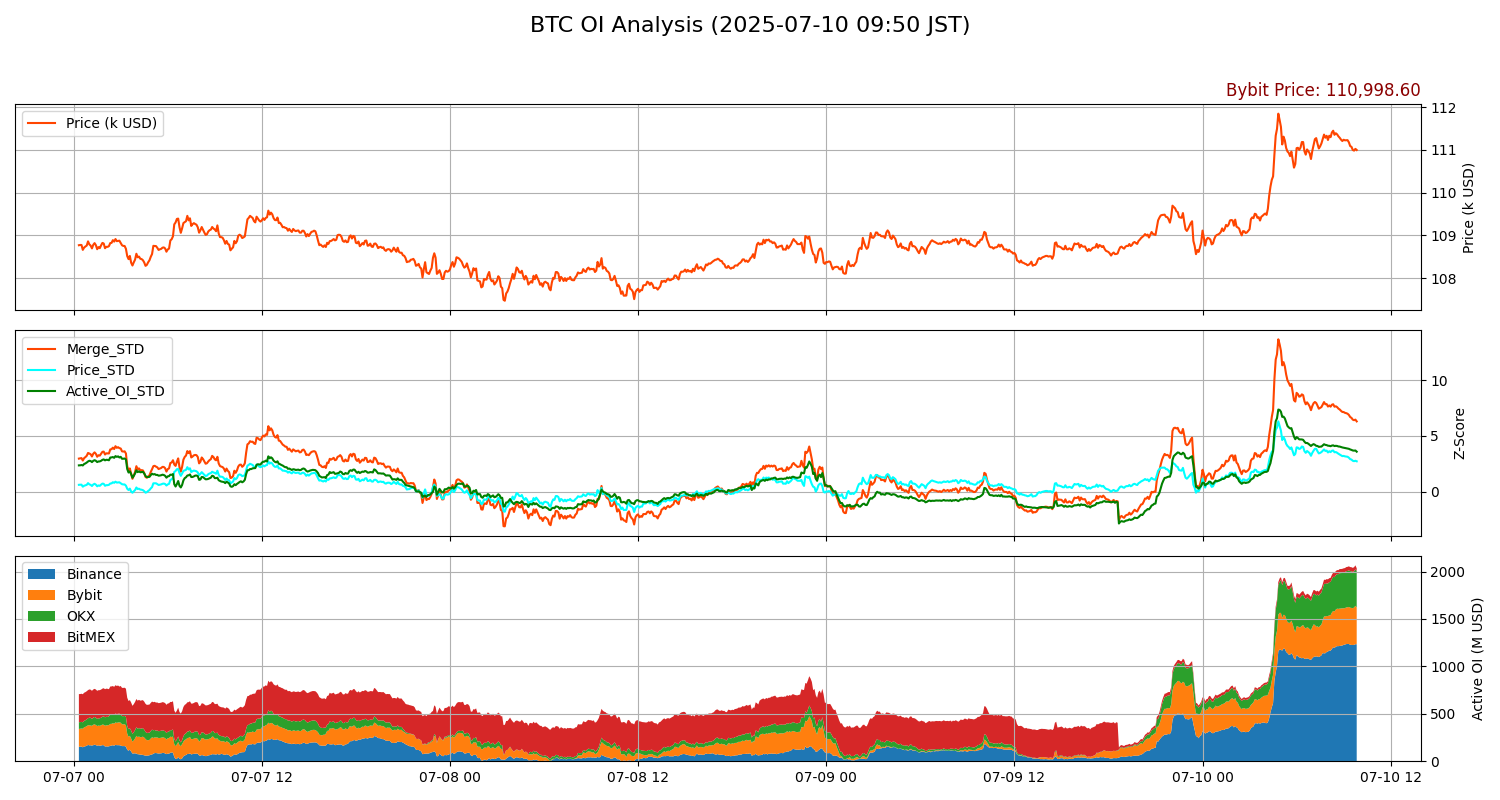 BTC OI Analysis (2025-07-10 09:50 JST)
Bybit Price: 110,998.60
Price (k USD)
112
111
110
109
108
Price (k USD)
Merge_STD
Price_STD
Active_OI_STD
10
5
0
Z-Score
Binance
Bybit
OKX
BitMEX
2000
1500
1000
500
0
Active OI (M USD)
07-07 00
07-07 12
07-08 00
07-08 12
07-09 00
07-09 12
07-10 00
07-10 12